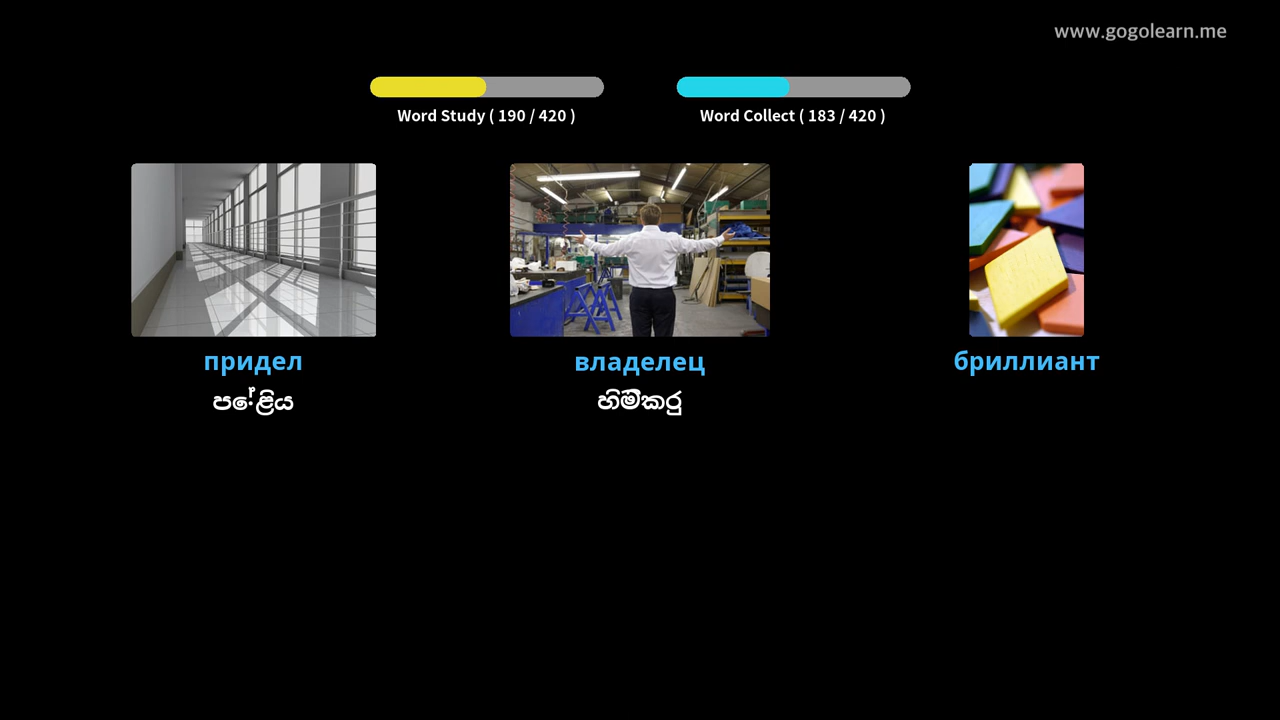 www.gogolearn.me
Word Study ( 190 / 420 )
Word Collect ( 183 / 420 )
придел
владелец
бриллиант
පේළිය
හිමිකරු